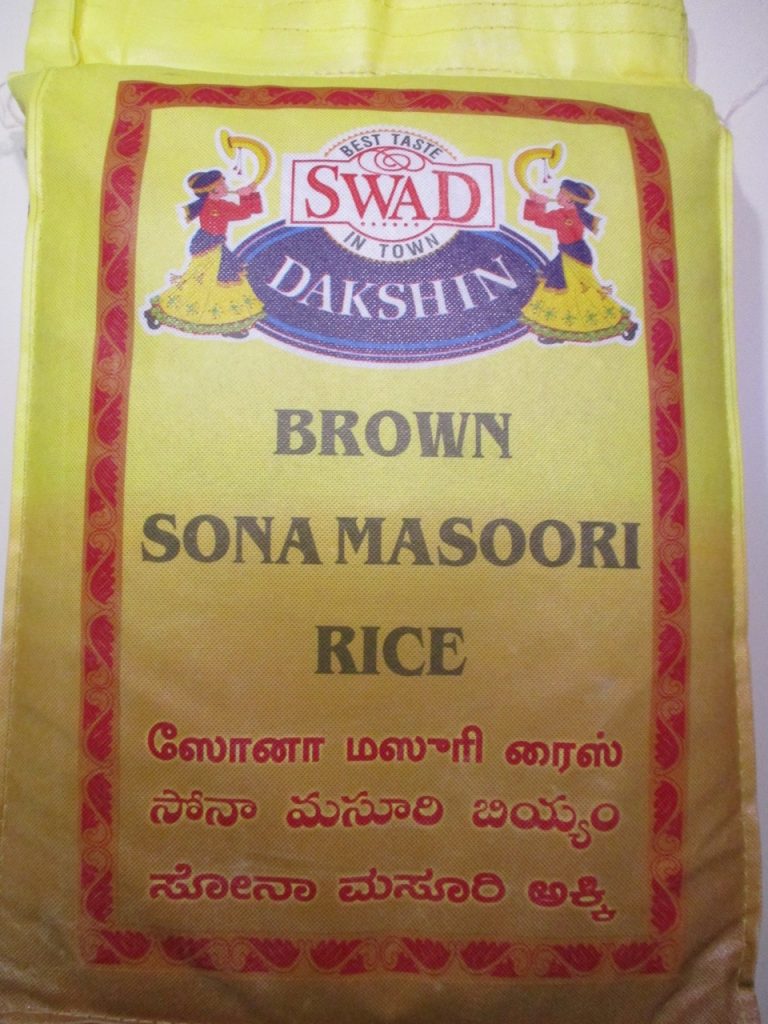 BEST TASTE
SWAD
IN TOWN
DAKSHIN
BROWN
SONA MASOORI
RICE
ஸோனா மஸுரி ரைஸ்
సోనా మసూరి బియ్యం
ಸೋನಾ ಮಸೂರಿ ಅಕ್ಕಿ